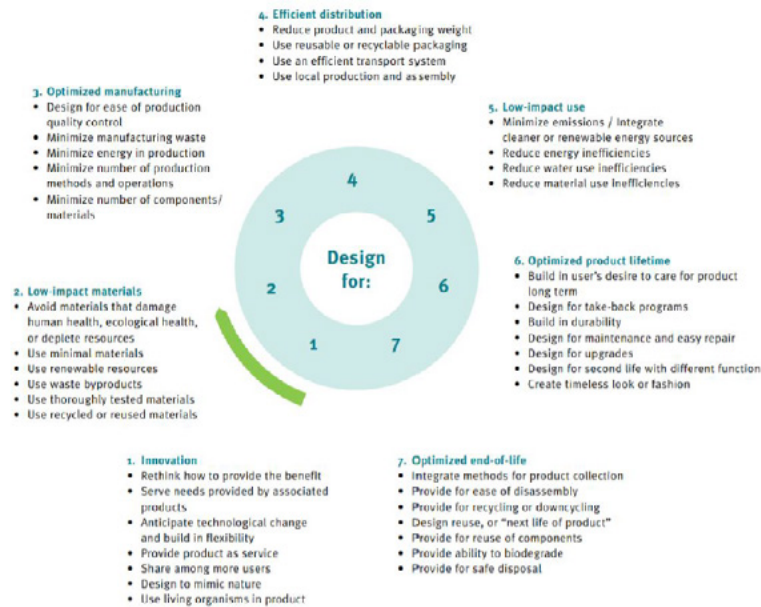 4. Efficient distribution
• Reduce product and packaging weight
• Use reusable or recyclable packaging
• Use an efficient transport system
• Use local production and assembly
3. Optimized manufacturing
• Design for ease of production
quality control
• Minimize manufacturing waste
• Minimize energy in production
• Minimize number of production
methods and operations
• Minimize number of components/
materials
5. Low-impact use
• Minimize emissions / Integrate
cleaner or renewable energy sources
• Reduce energy inefficiencies
• Reduce water use inefficiencies
• Reduce material use inefficiencies
4
3
5
Design
for:
2
6
1
7
2. Low-impact materials
• Avoid materials that damage
human health, ecological health,
or deplete resources
• Use minimal materials
• Use renewable resources
• Use waste byproducts
• Use thoroughly tested materials
• Use recycled or reused materials
6. Optimized product lifetime
• Build in user's desire to care for product
long term
• Design for take-back programs
• Build in durability
• Design for maintenance and easy repair
• Design for upgrades
• Design for second life with different function
• Create timeless look or fashion
1. Innovation
• Rethink how to provide the benefit
• Serve needs provided by associated
products
• Anticipate technological change
and build in flexibility
• Provide product as service
• Share among more users
• Design to mimic nature
• Use living organisms in product
7. Optimized end-of-life
• Integrate methods for product collection
• Provide for ease of disassembly
• Provide for recycling or downcycling
• Design reuse, or "next life of product"
• Provide for reuse of components
• Provide ability to biodegrade
• Provide for safe disposal